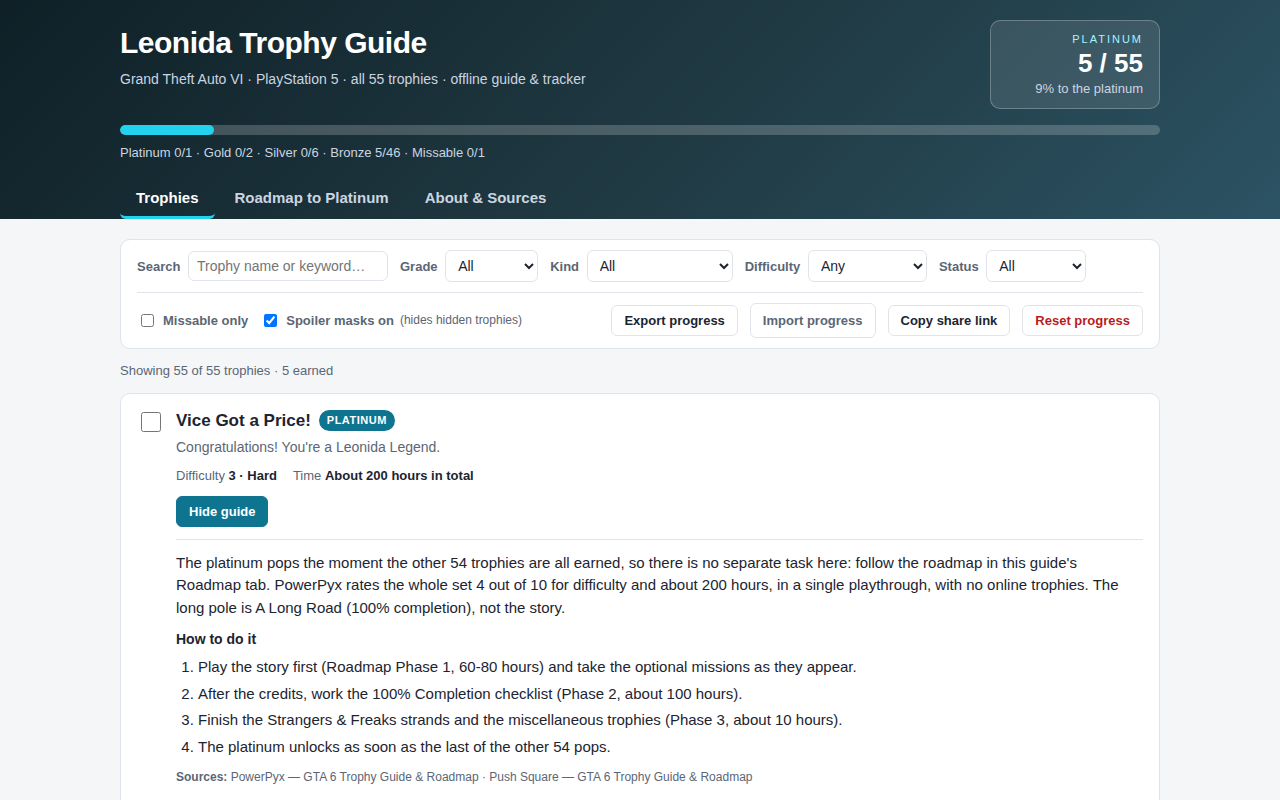 Leonida Trophy Guide
Grand Theft Auto VI · PlayStation 5 · all 55 trophies · offline guide & tracker
PLATINUM
5 / 55
9% to the platinum
Platinum 0/1 · Gold 0/2 · Silver 0/6 · Bronze 5/46 · Missable 0/1
Trophies Roadmap to Platinum About & Sources
Search Trophy name or keyword… Grade All Kind All Difficulty Any Status All
Missable only Spoiler masks on (hides hidden trophies) Export progress Import progress Copy share link Reset progress
Showing 55 of 55 trophies · 5 earned
Vice Got a Price! PLATINUM
Congratulations! You're a Leonida Legend.
Difficulty 3 · Hard Time About 200 hours in total
Hide guide
The platinum pops the moment the other 54 trophies are all earned, so there is no separate task here: follow the roadmap in this guide's
Roadmap tab. PowerPyx rates the whole set 4 out of 10 for difficulty and about 200 hours, in a single playthrough, with no online trophies. The
long pole is A Long Road (100% completion), not the story.
How to do it
1. Play the story first (Roadmap Phase 1, 60-80 hours) and take the optional missions as they appear.
2. After the credits, work the 100% Completion checklist (Phase 2, about 100 hours).
3. Finish the Strangers & Freaks strands and the miscellaneous trophies (Phase 3, about 10 hours).
4. The platinum unlocks as soon as the last of the other 54 pops.
Sources: PowerPyx — GTA 6 Trophy Guide & Roadmap · Push Square — GTA 6 Trophy Guide & Roadmap